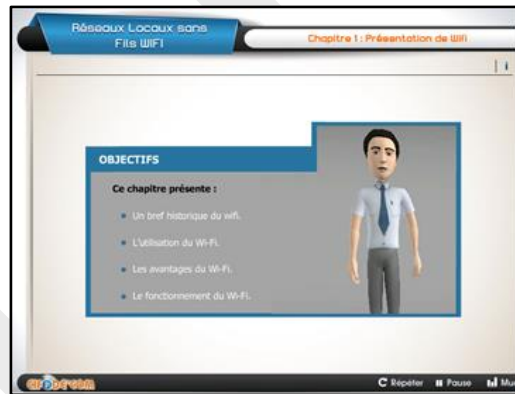 Réseaux Locaux sans
Fils WIFI
Chapitre 1 : Présentation de Wifi
OBJECTIFS
Ce chapitre présente :
Un bref historique du wifi.
L'utilisation du Wi-Fi.
Les avantages du Wi-Fi.
Le fonctionnement du Wi-Fi.
Répéter
Pause